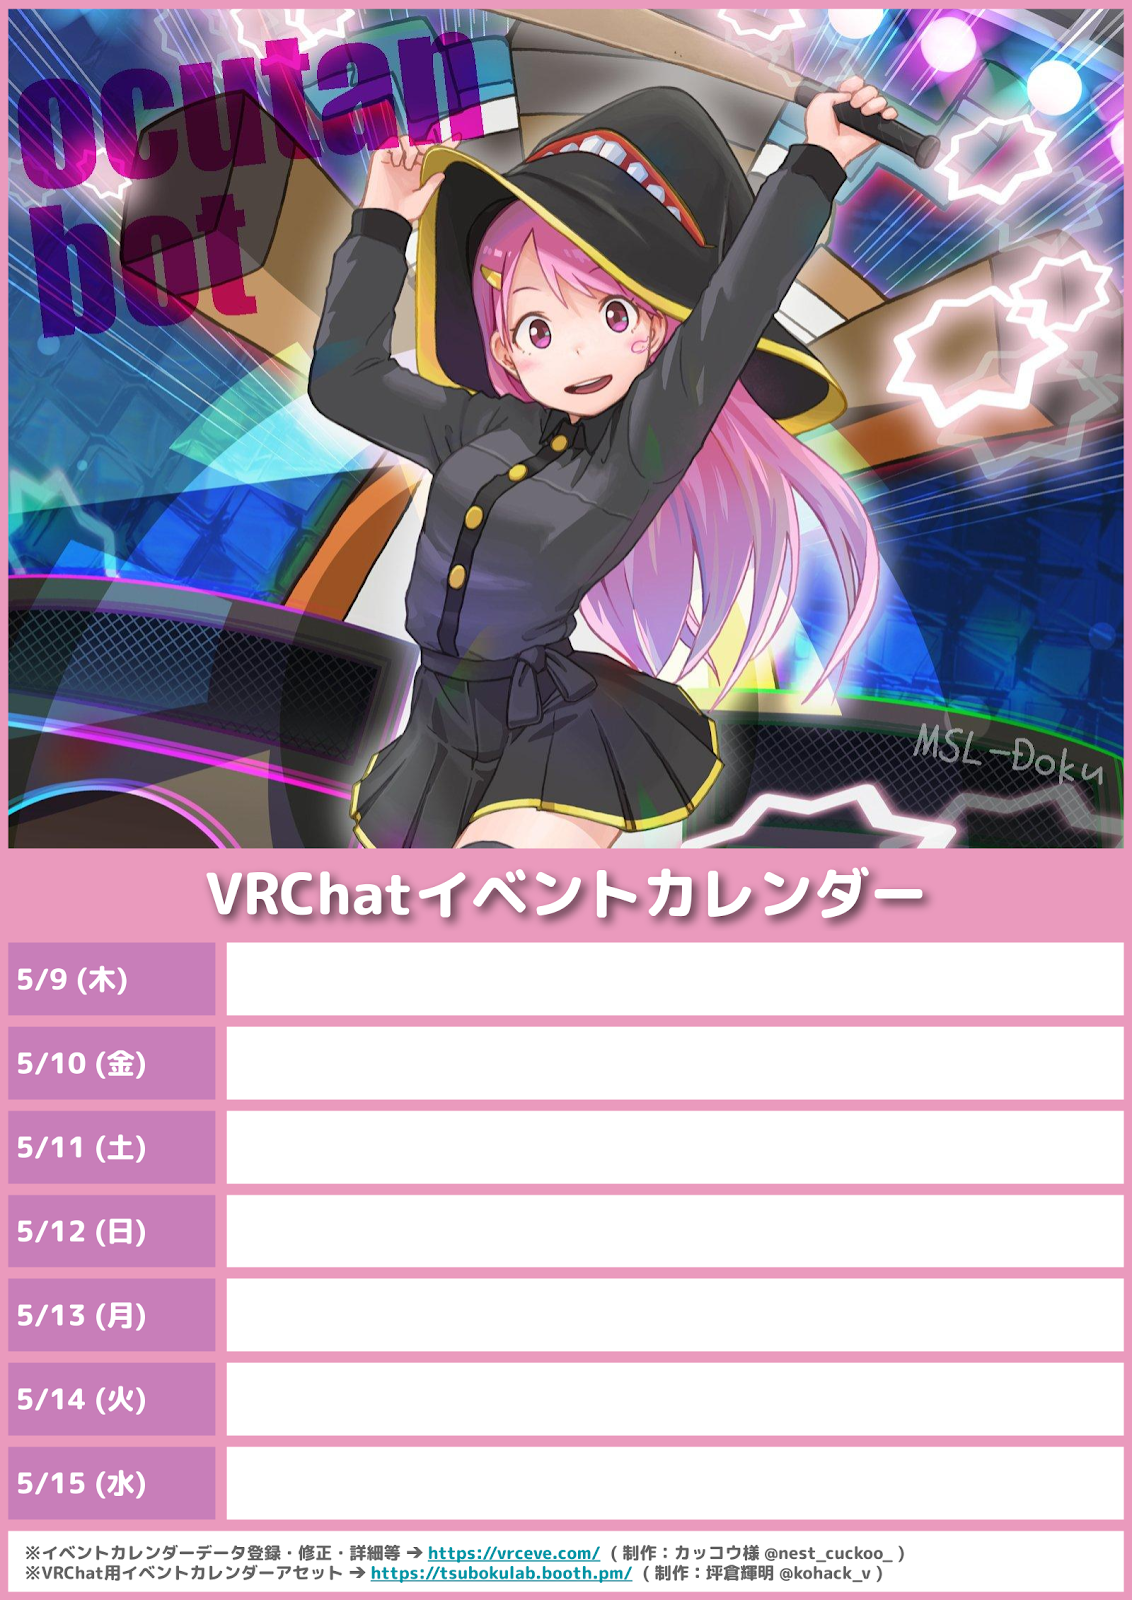 ocutan
bot
MSL-Doku
VRChatイベントカレンダー
5/9 (木)
5/10 (金)
5/11 (土)
5/12 (日)
5/13 (月)
5/14 (火)
5/15 (水)
※イベントカレンダーデータ登録・修正・詳細等 ➔ https://vrceve.com/ ( 制作：カッコウ様 @nest_cuckoo_ )
※VRChat用イベントカレンダーアセット ➔ https://tsubokulab.booth.pm/ ( 制作：坪倉輝明 @kohack_v )